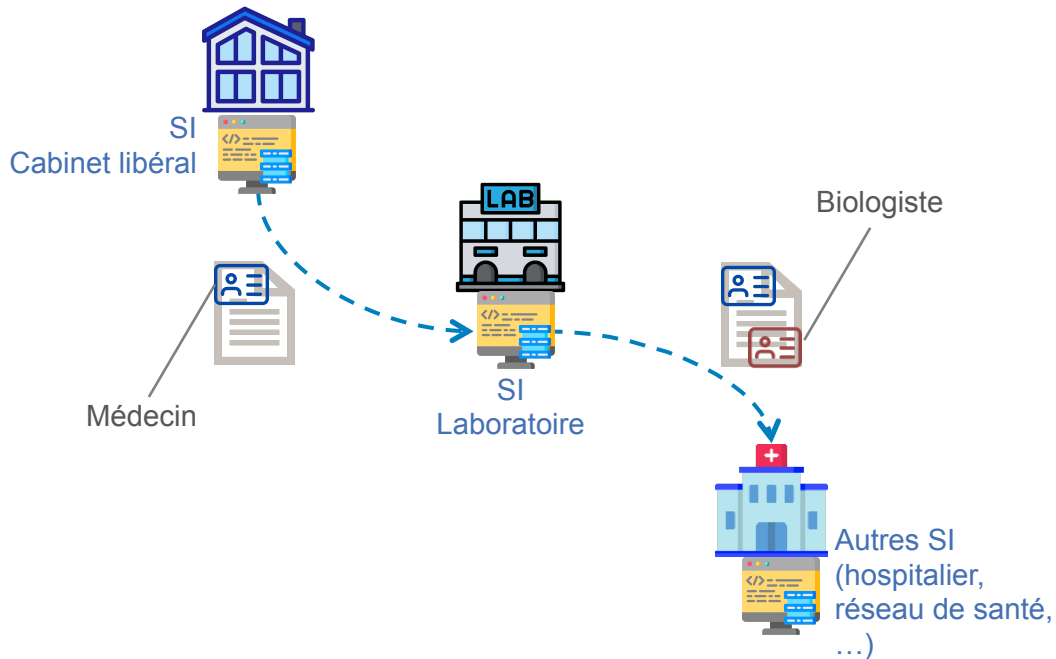 SI
Cabinet libéral
</>
LAB
Biologiste
</>
Médecin
SI
Laboratoire
Autres SI
(hospitalier,
réseau de santé,
…)
</>